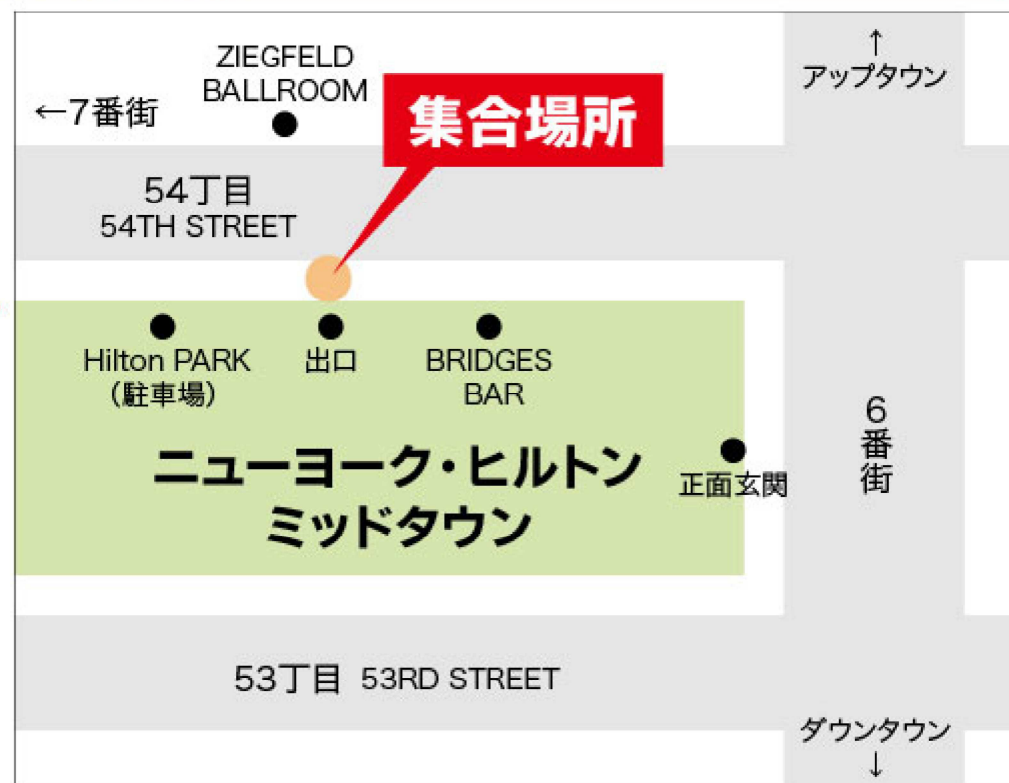 ZIEGFELD
BALLROOM
↑
アップタウン
←7番街
集合場所
54丁目
54TH STREET
Hilton PARK
（駐車場）
出口
BRIDGES
BAR
6番街
ニューヨーク・ヒルトン
ミッドタウン
正面玄関
53丁目 53RD STREET
ダウンタウン
↓